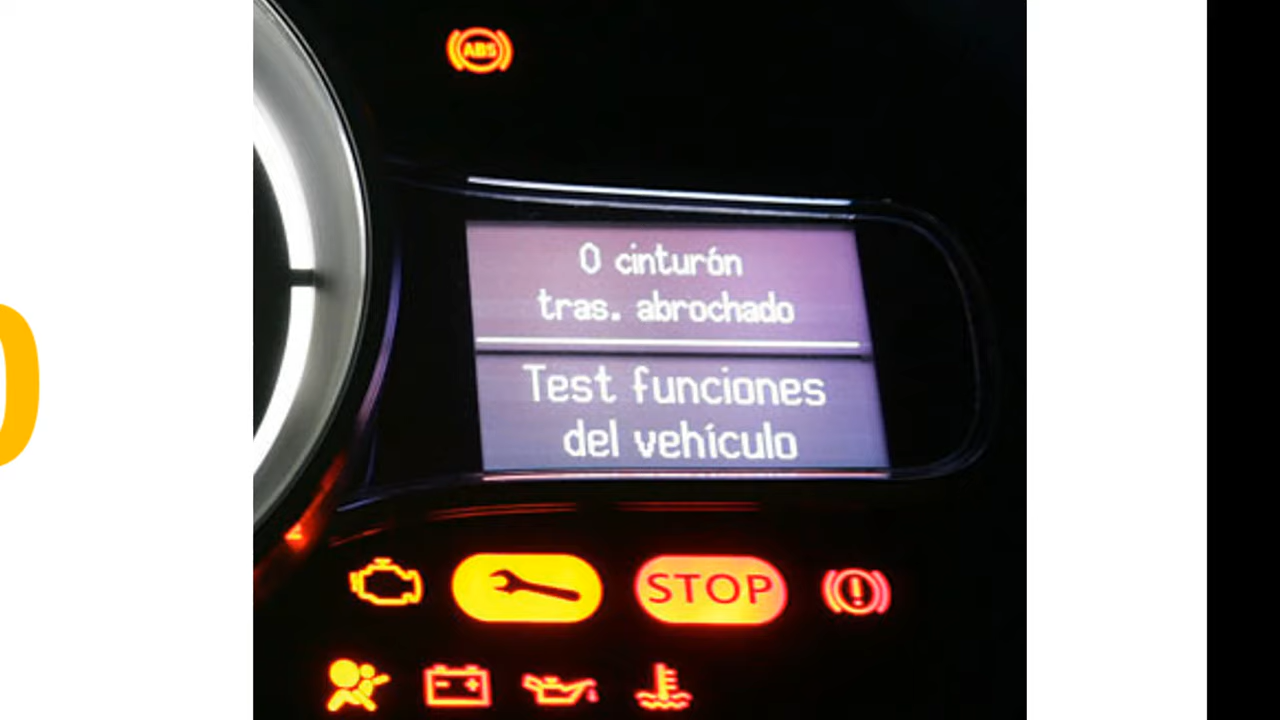 ABS
0 cinturón
tras. abrochado
Test funciones
del vehículo
STOP